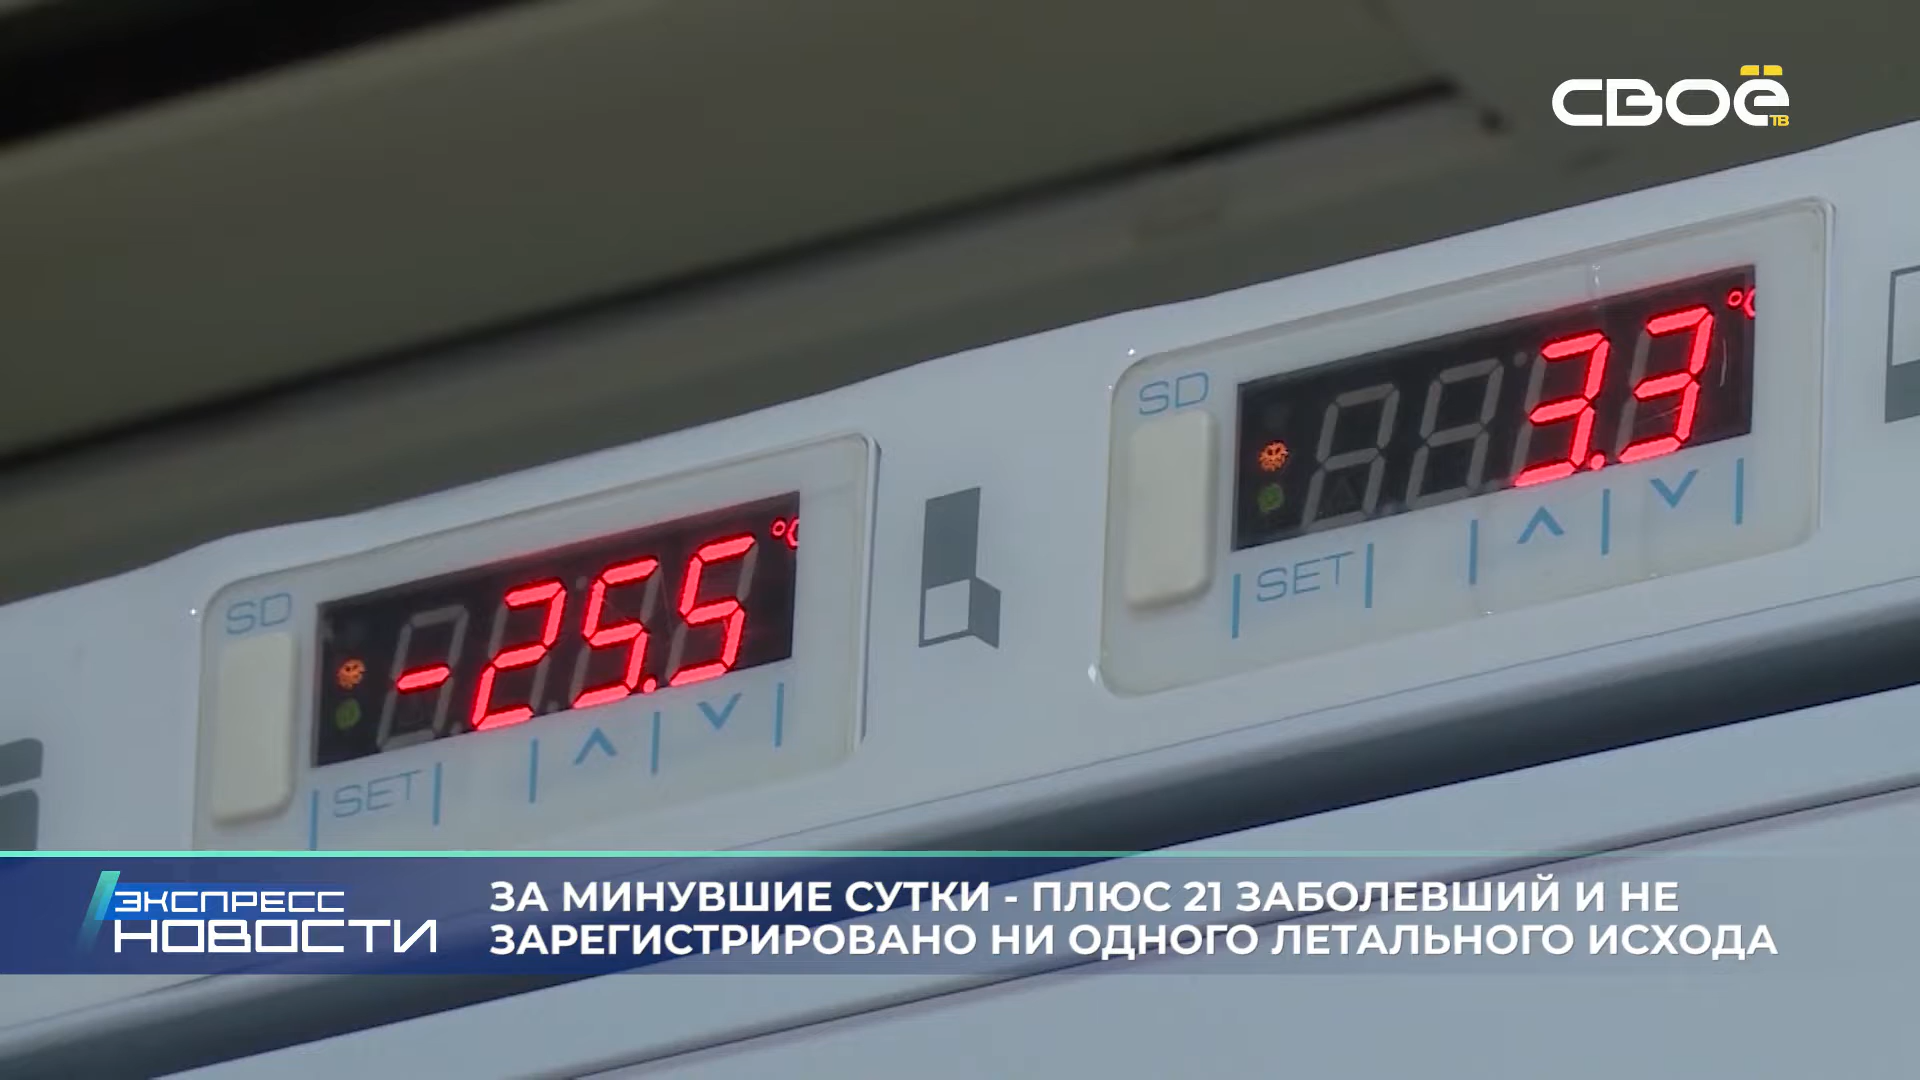 СВОЁ
ТВ
SD
3.3 °C
SET
SD
-25.5 °C
SET
ЭКСПРЕСС
НОВОСТИ
ЗА МИНУВШИЕ СУТКИ - ПЛЮС 21 ЗАБОЛЕВШИЙ И НЕ
ЗАРЕГИСТРИРОВАНО НИ ОДНОГО ЛЕТАЛЬНОГО ИСХОДА